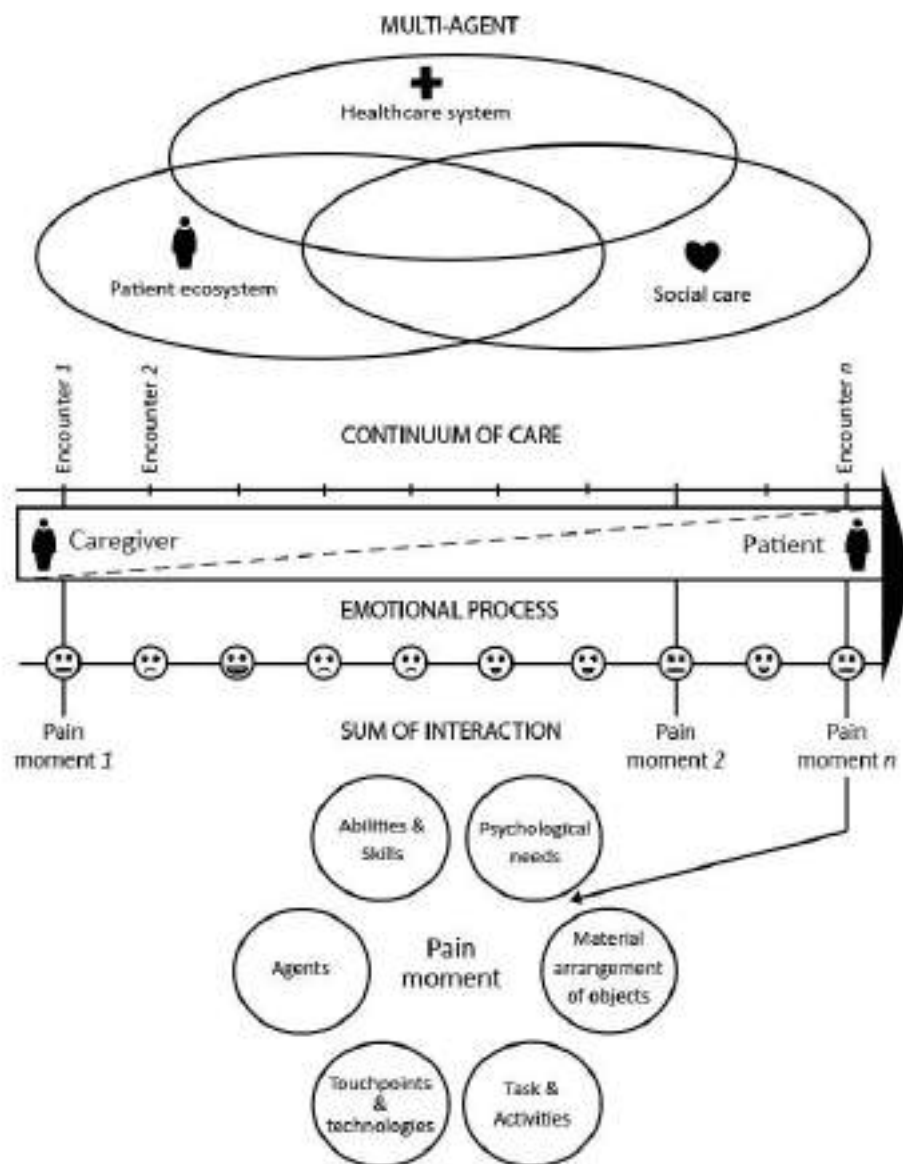 MULTI-AGENT
Healthcare system
Patient ecosystem
Social care
Encounter 1
Encounter 2
Encounter n
CONTINUUM OF CARE
Caregiver
Patient
EMOTIONAL PROCESS
Pain
moment 1
SUM OF INTERACTION
Pain
moment 2
Pain
moment n
Abilities &
Skills
Psychological
needs
Agents
Pain
moment
Material
arrangement
of objects
Touchpoints
&
technologies
Task &
Activities